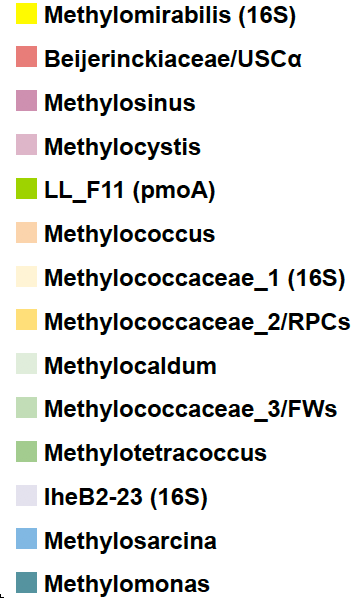 Methylomirabilis (16S)
Beijerinckiaceae/USCα
Methylosinus
Methylocystis
LL_F11 (pmoA)
Methylococcus
Methylococcaceae_1 (16S)
Methylococcaceae_2/RPCs
Methylocaldum
Methylococcaceae_3/FWs
Methylotetracoccus
IheB2-23 (16S)
Methylosarcina
Methylomonas